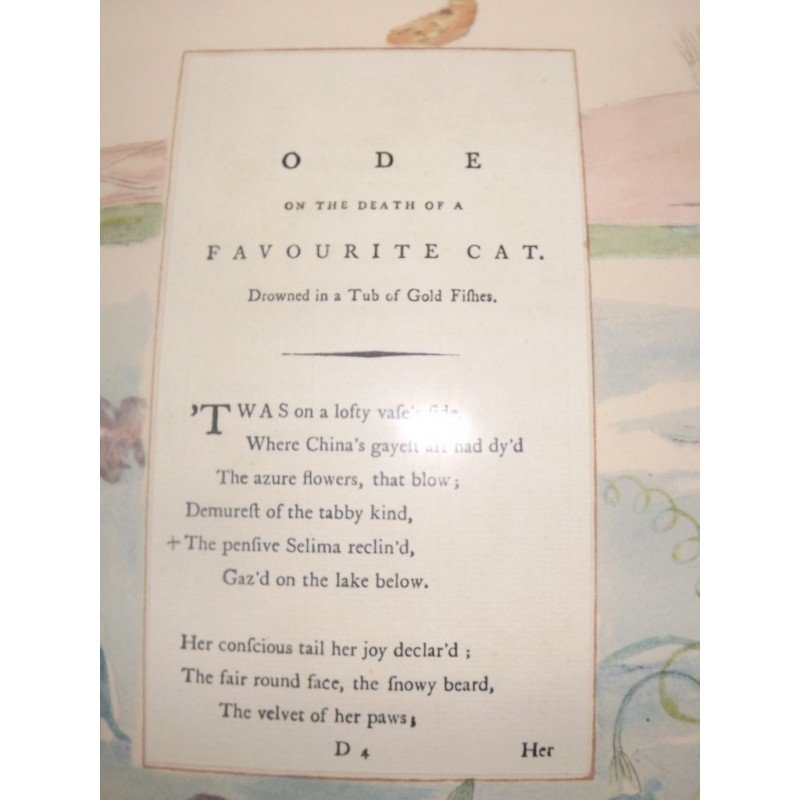 O D E
ON THE DEATH OF A
FAVOURITE CAT.
Drowned in a Tub of Gold Fiſhes.
'TWAS on a lofty vaſe's ſide,
Where China's gayeſt art had dy'd
The azure flowers, that blow;
Demureſt of the tabby kind,
+The penſive Selima reclin'd,
Gaz'd on the lake below.
Her conſcious tail her joy declar'd;
The fair round face, the ſnowy beard,
The velvet of her paws,
D 4 Her